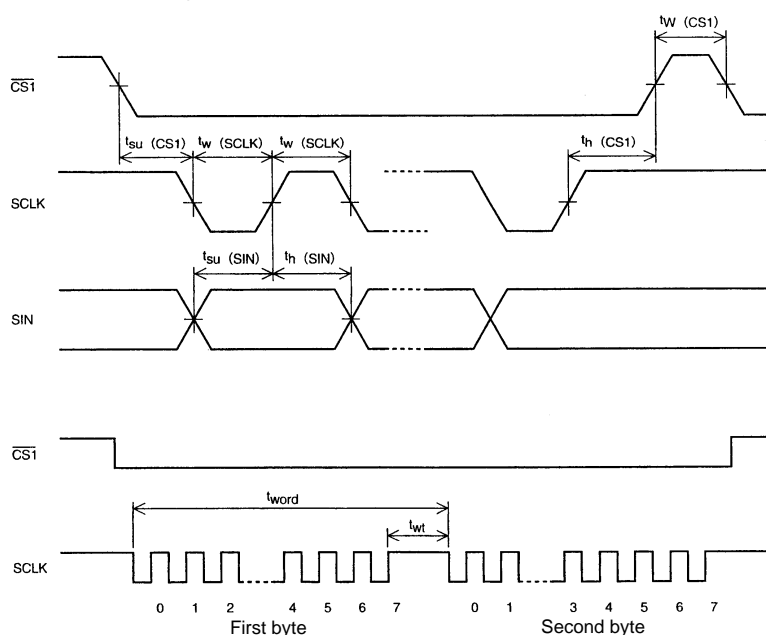 tW (CS1)
CS1
tsu (CS1) tw (SCLK) tw (SCLK) th (CS1)
SCLK
tsu (SIN) th (SIN)
SIN
CS1
tword
twt
SCLK
0 1 2 4 5 6 7 0 1 3 4 5 6 7
First byte Second byte